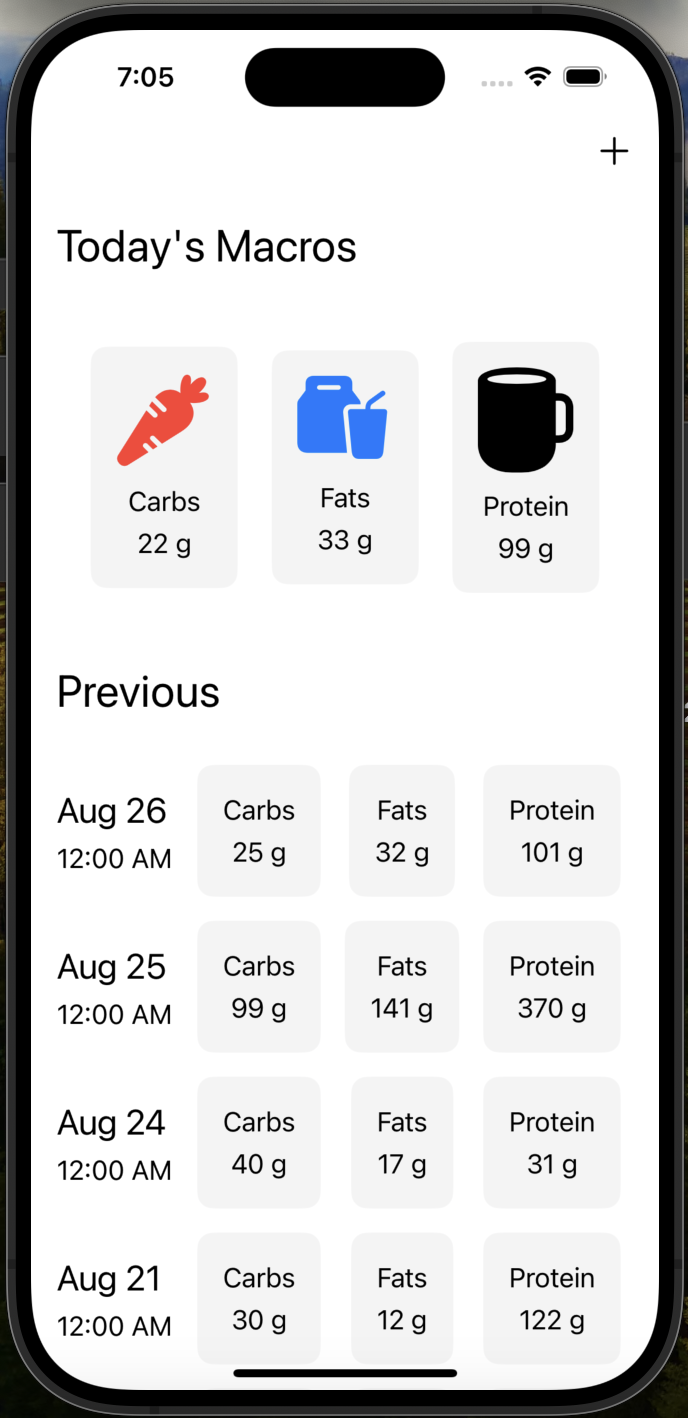 7:05
Today's Macros
Carbs
22 g
Fats
33 g
Protein
99 g
Previous
Aug 26
12:00 AM
Carbs
25 g
Fats
32 g
Protein
101 g
Aug 25
12:00 AM
Carbs
99 g
Fats
141 g
Protein
370 g
Aug 24
12:00 AM
Carbs
40 g
Fats
17 g
Protein
31 g
Aug 21
12:00 AM
Carbs
30 g
Fats
12 g
Protein
122 g